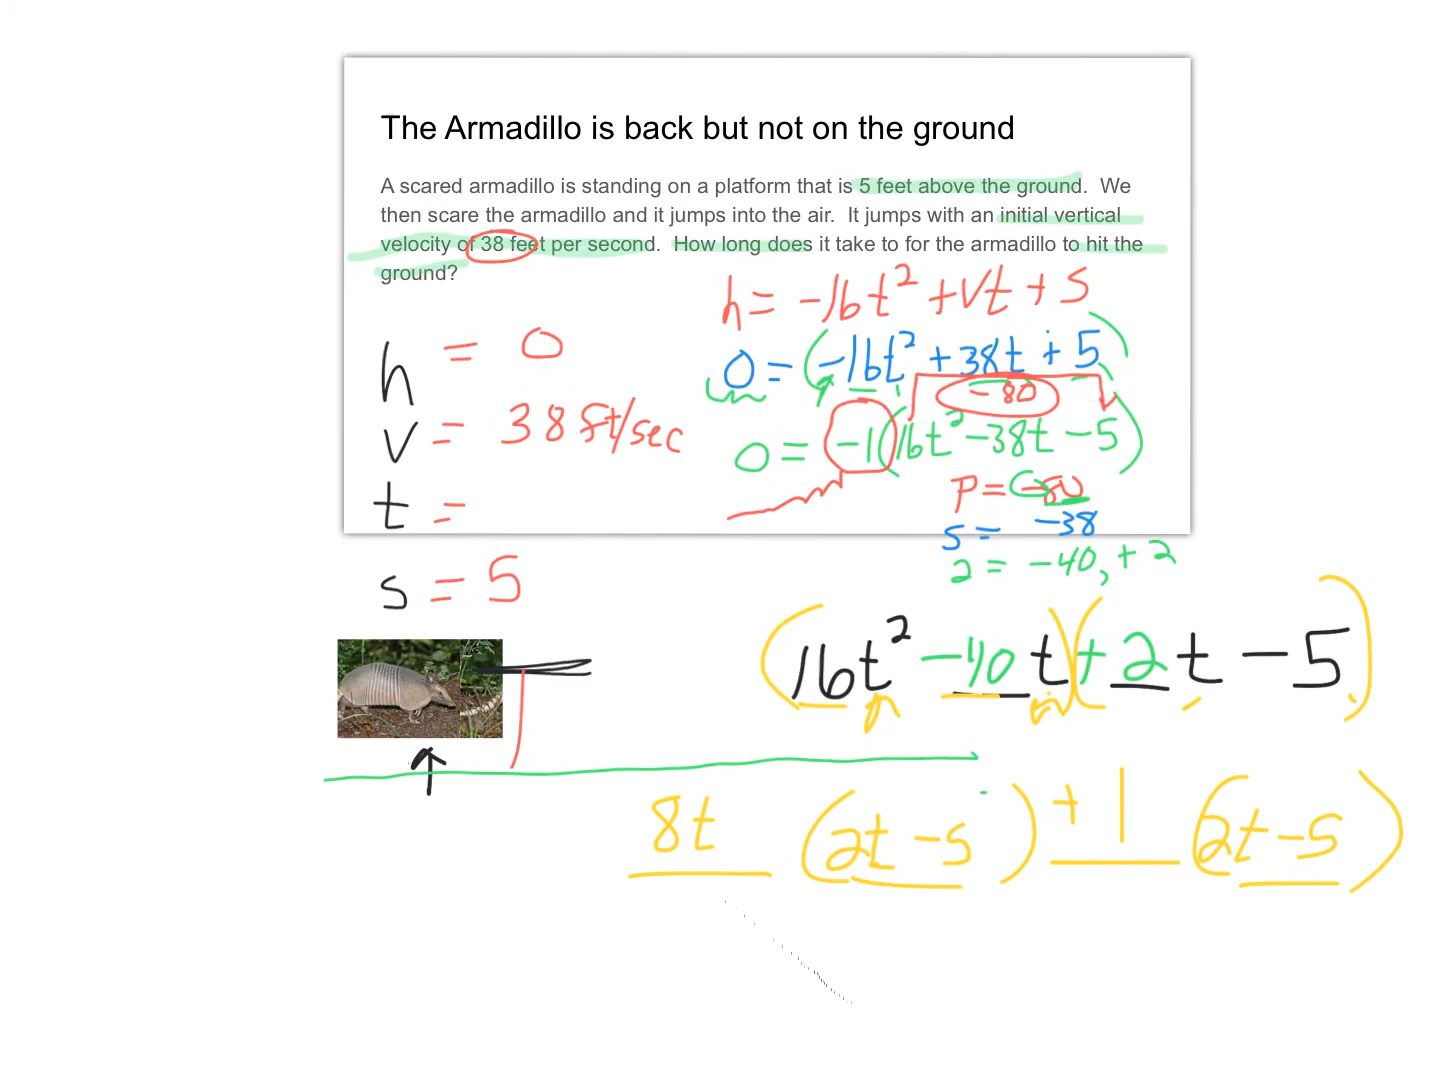 The Armadillo is back but not on the ground
A scared armadillo is standing on a platform that is 5 feet above the ground. We
then scare the armadillo and it jumps into the air. It jumps with an initial vertical
velocity of 38 feet per second. How long does it take to for the armadillo to hit the
ground?
h = -16t² + Vt + s
h = 0
0 = (-16t² + 38t + 5)
-80
v = 38 ft/sec
0 = -1(16t² - 38t - 5)
P = -80
t =
s = -38
2 = -40, +2
s = 5
(16t² - 40t)(+2t - 5)
8t (2t - 5) + 1 (2t - 5)